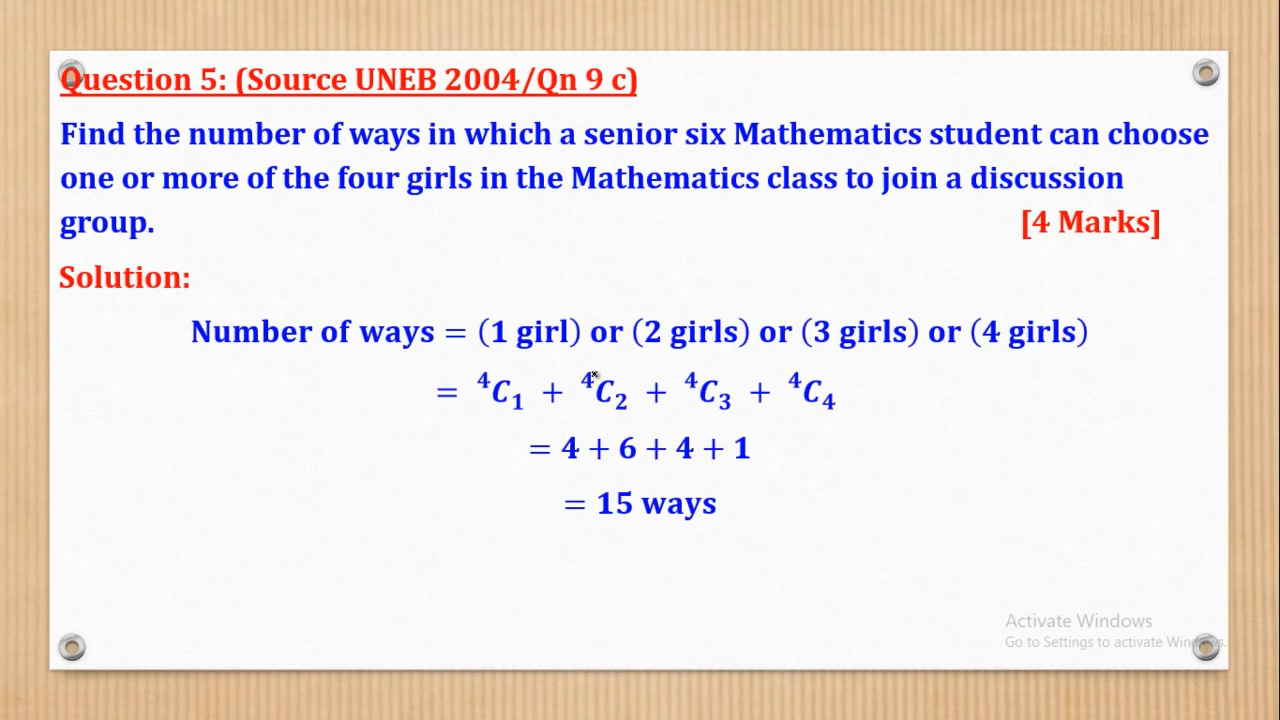 Question 5: (Source UNEB 2004/Qn 9 c)
Find the number of ways in which a senior six Mathematics student can choose
one or more of the four girls in the Mathematics class to join a discussion
group. [4 Marks]
Solution:
Number of ways = (1 girl) or (2 girls) or (3 girls) or (4 girls)
= ⁴C₁ + ⁴C₂ + ⁴C₃ + ⁴C₄
= 4 + 6 + 4 + 1
= 15 ways
Activate Windows
Go to Settings to activate Windows.